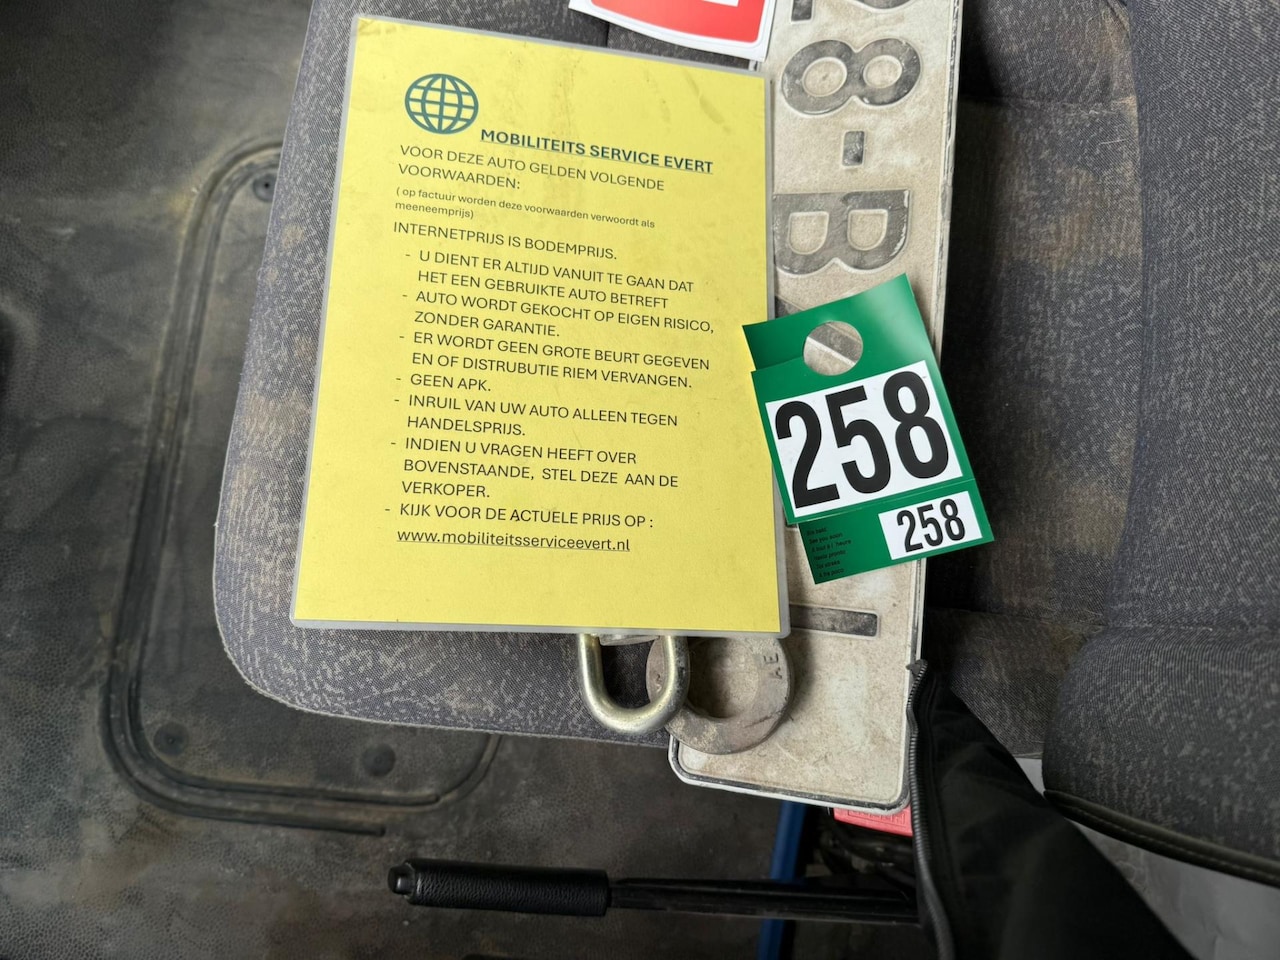 MOBILITEITS SERVICE EVERT
VOOR DEZE AUTO GELDEN VOLGENDE
VOORWAARDEN:
( op factuur worden deze voorwaarden verwoordt als
meeneemprijs)
INTERNETPRIJS IS BODEMPRIJS.
- U DIENT ER ALTIJD VANUIT TE GAAN DAT
HET EEN GEBRUIKTE AUTO BETREFT
- AUTO WORDT GEKOCHT OP EIGEN RISICO,
ZONDER GARANTIE.
- ER WORDT GEEN GROTE BEURT GEGEVEN
EN OF DISTRUBUTIE RIEM VERVANGEN.
- GEEN APK.
- INRUIL VAN UW AUTO ALLEEN TEGEN
HANDELSPRIJS.
- INDIEN U VRAGEN HEEFT OVER
BOVENSTAANDE, STEL DEZE AAN DE
VERKOPER.
- KIJK VOOR DE ACTUELE PRIJS OP :
www.mobiliteitsserviceevert.nl
8-B
258
258